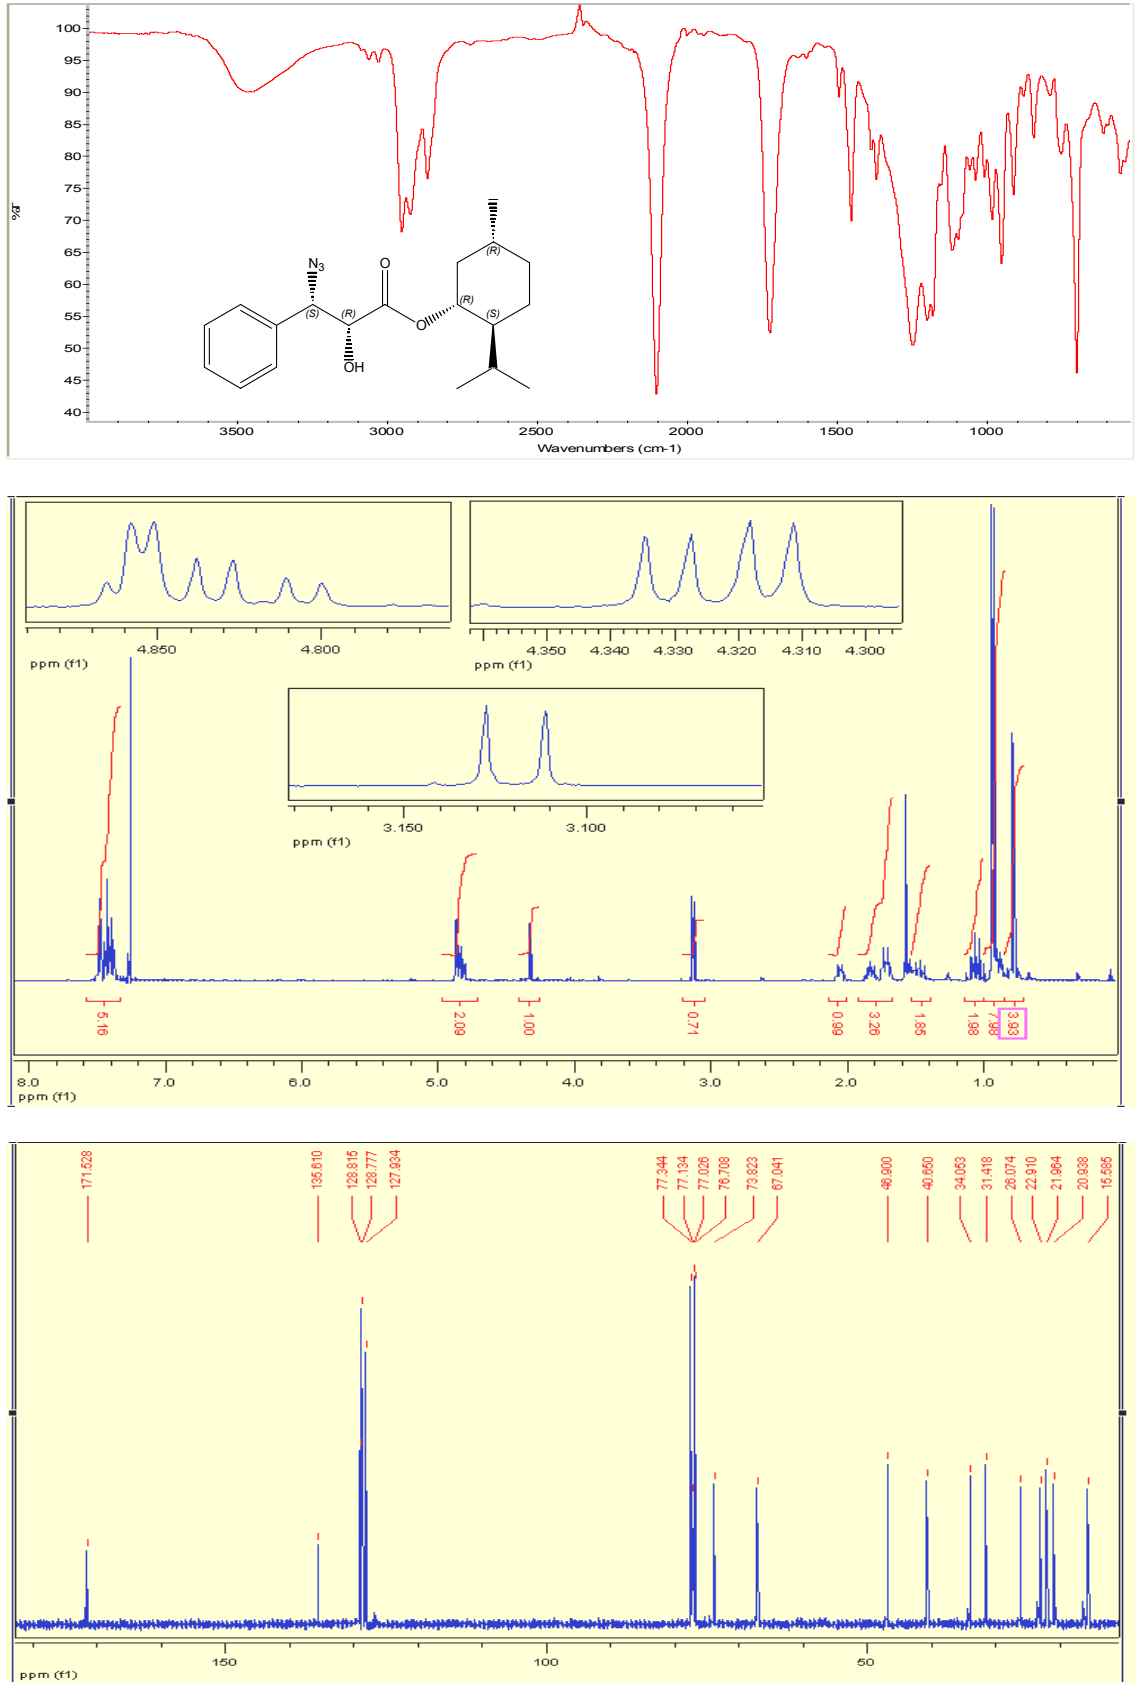 100
95
90
85
80
75
70
65
60
55
50
45
40
%T
3500 3000 2500 2000 1500 1000
Wavenumbers (cm-1)
N3
O
(S) (R)
OH
O
(R)
(R)
(S)
4.850 4.800
ppm (f1)
4.350 4.340 4.330 4.320 4.310 4.300
ppm (f1)
3.150 3.100
ppm (f1)
5.16 2.09 1.00 0.71 0.99 3.26 1.85 1.98 7.98 3.93
8.0 7.0 6.0 5.0 4.0 3.0 2.0 1.0
ppm (f1)
171.528 135.610 128.815 128.777 127.934 77.344 77.134 77.026 76.708 73.823 67.041 46.900 40.650 34.053 31.418 26.074 22.910 21.964 20.938 15.585
150 100 50
ppm (f1)